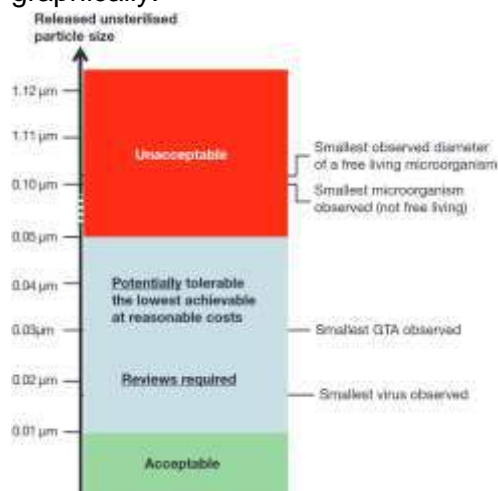 graphically.
Released unsterilised
particle size
1.12 µm
1.11 µm
0.10 µm
0.05 µm
0.04 µm
0.03µm
0.02 µm
0.01 µm
Unacceptable
Potentially tolerable
the lowest achievable
at reasonable costs
Reviews required
Acceptable
Smallest observed diameter
of a free living microorganism
Smallest microorganism
observed (not free living)
Smallest GTA observed
Smallest virus observed